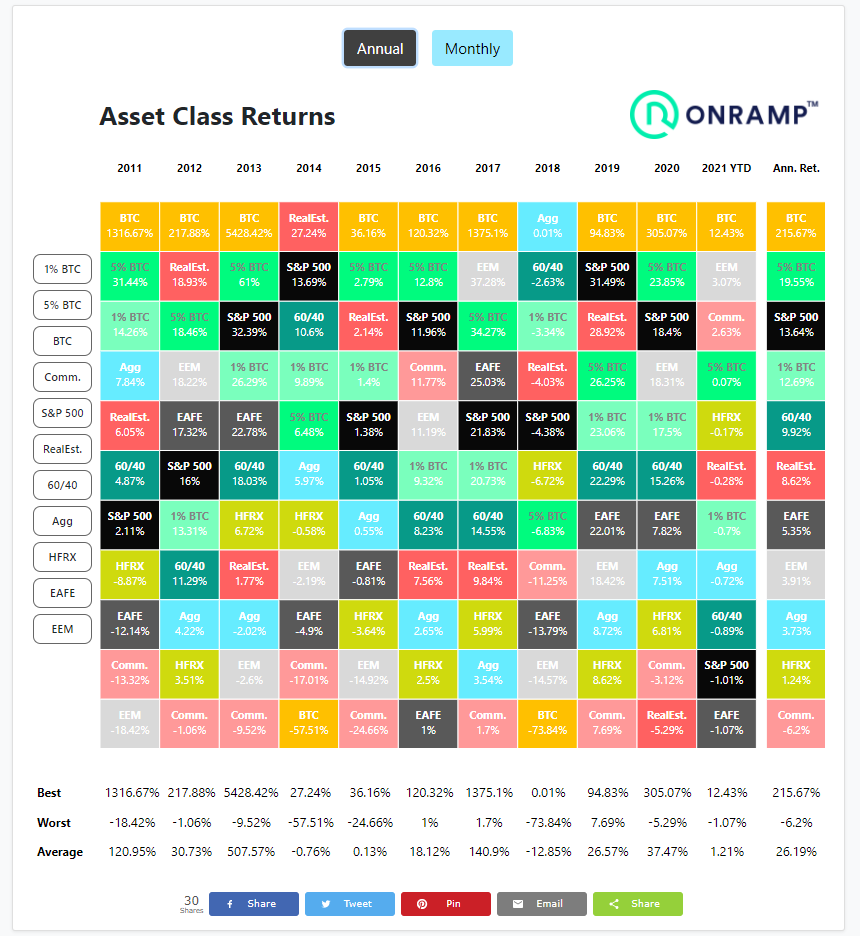 Annual Monthly
Asset Class Returns
ONRAMP™
2011 2012 2013 2014 2015 2016 2017 2018 2019 2020 2021 YTD Ann. Ret.
BTC BTC BTC RealEst. BTC BTC BTC Agg BTC BTC BTC BTC
1316.67% 217.88% 5428.42% 27.24% 36.16% 120.32% 1375.1% 0.01% 94.83% 305.07% 12.43% 215.67%
5% BTC RealEst. 5% BTC S&P 500 5% BTC 5% BTC EEM 60/40 S&P 500 5% BTC EEM 5% BTC
31.44% 18.93% 61% 13.69% 2.79% 12.8% 37.28% -2.63% 31.49% 23.85% 3.07% 19.55%
1% BTC 5% BTC S&P 500 60/40 RealEst. S&P 500 5% BTC 1% BTC RealEst. S&P 500 Comm. S&P 500
14.26% 18.46% 32.39% 10.6% 2.14% 11.96% 34.27% -3.34% 28.92% 18.4% 2.63% 13.64%
Agg EEM 1% BTC 1% BTC 1% BTC Comm. EAFE RealEst. 5% BTC EEM 5% BTC 1% BTC
7.84% 18.22% 26.29% 9.89% 1.4% 11.77% 25.03% -4.03% 26.25% 18.31% 0.07% 12.69%
RealEst. EAFE EAFE 5% BTC S&P 500 EEM S&P 500 S&P 500 1% BTC 1% BTC HFRX 60/40
6.05% 17.32% 22.78% 6.48% 1.38% 11.19% 21.83% -4.38% 23.06% 17.5% -0.17% 9.92%
60/40 S&P 500 60/40 Agg 60/40 1% BTC 1% BTC HFRX 60/40 60/40 RealEst. RealEst.
4.87% 16% 18.03% 5.97% 1.05% 9.32% 20.73% -6.72% 22.29% 15.26% -0.28% 8.62%
S&P 500 1% BTC HFRX HFRX Agg 60/40 60/40 5% BTC EAFE EAFE 1% BTC EAFE
2.11% 13.31% 6.72% -0.58% 0.55% 8.23% 14.55% -6.83% 22.01% 7.82% -0.7% 5.35%
HFRX 60/40 RealEst. EEM EAFE RealEst. RealEst. Comm. EEM Agg Agg EEM
-8.87% 11.29% 1.77% -2.19% -0.81% 7.56% 9.84% -11.25% 18.42% 7.51% -0.72% 3.91%
EAFE Agg Agg EAFE HFRX Agg HFRX EAFE Agg HFRX 60/40 Agg
-12.14% 4.22% -2.02% -4.9% -3.64% 2.65% 5.99% -13.79% 8.72% 6.81% -0.89% 3.73%
Comm. HFRX EEM Comm. EEM HFRX Agg EEM HFRX Comm. S&P 500 HFRX
-13.32% 3.51% -2.6% -17.01% -14.92% 2.5% 3.54% -14.57% 8.62% -3.12% -1.01% 1.24%
EEM Comm. Comm. BTC Comm. EAFE Comm. BTC Comm. RealEst. EAFE Comm.
-18.42% -1.06% -9.52% -57.51% -24.66% 1% 1.7% -73.84% 7.69% -5.29% -1.07% -6.2%
1% BTC
5% BTC
BTC
Comm.
S&P 500
RealEst.
60/40
Agg
HFRX
EAFE
EEM
Best 1316.67% 217.88% 5428.42% 27.24% 36.16% 120.32% 1375.1% 0.01% 94.83% 305.07% 12.43% 215.67%
Worst -18.42% -1.06% -9.52% -57.51% -24.66% 1% 1.7% -73.84% 7.69% -5.29% -1.07% -6.2%
Average 120.95% 30.73% 507.57% -0.76% 0.13% 18.12% 140.9% -12.85% 26.57% 37.47% 1.21% 26.19%
30
Shares
Share Tweet Pin Email Share